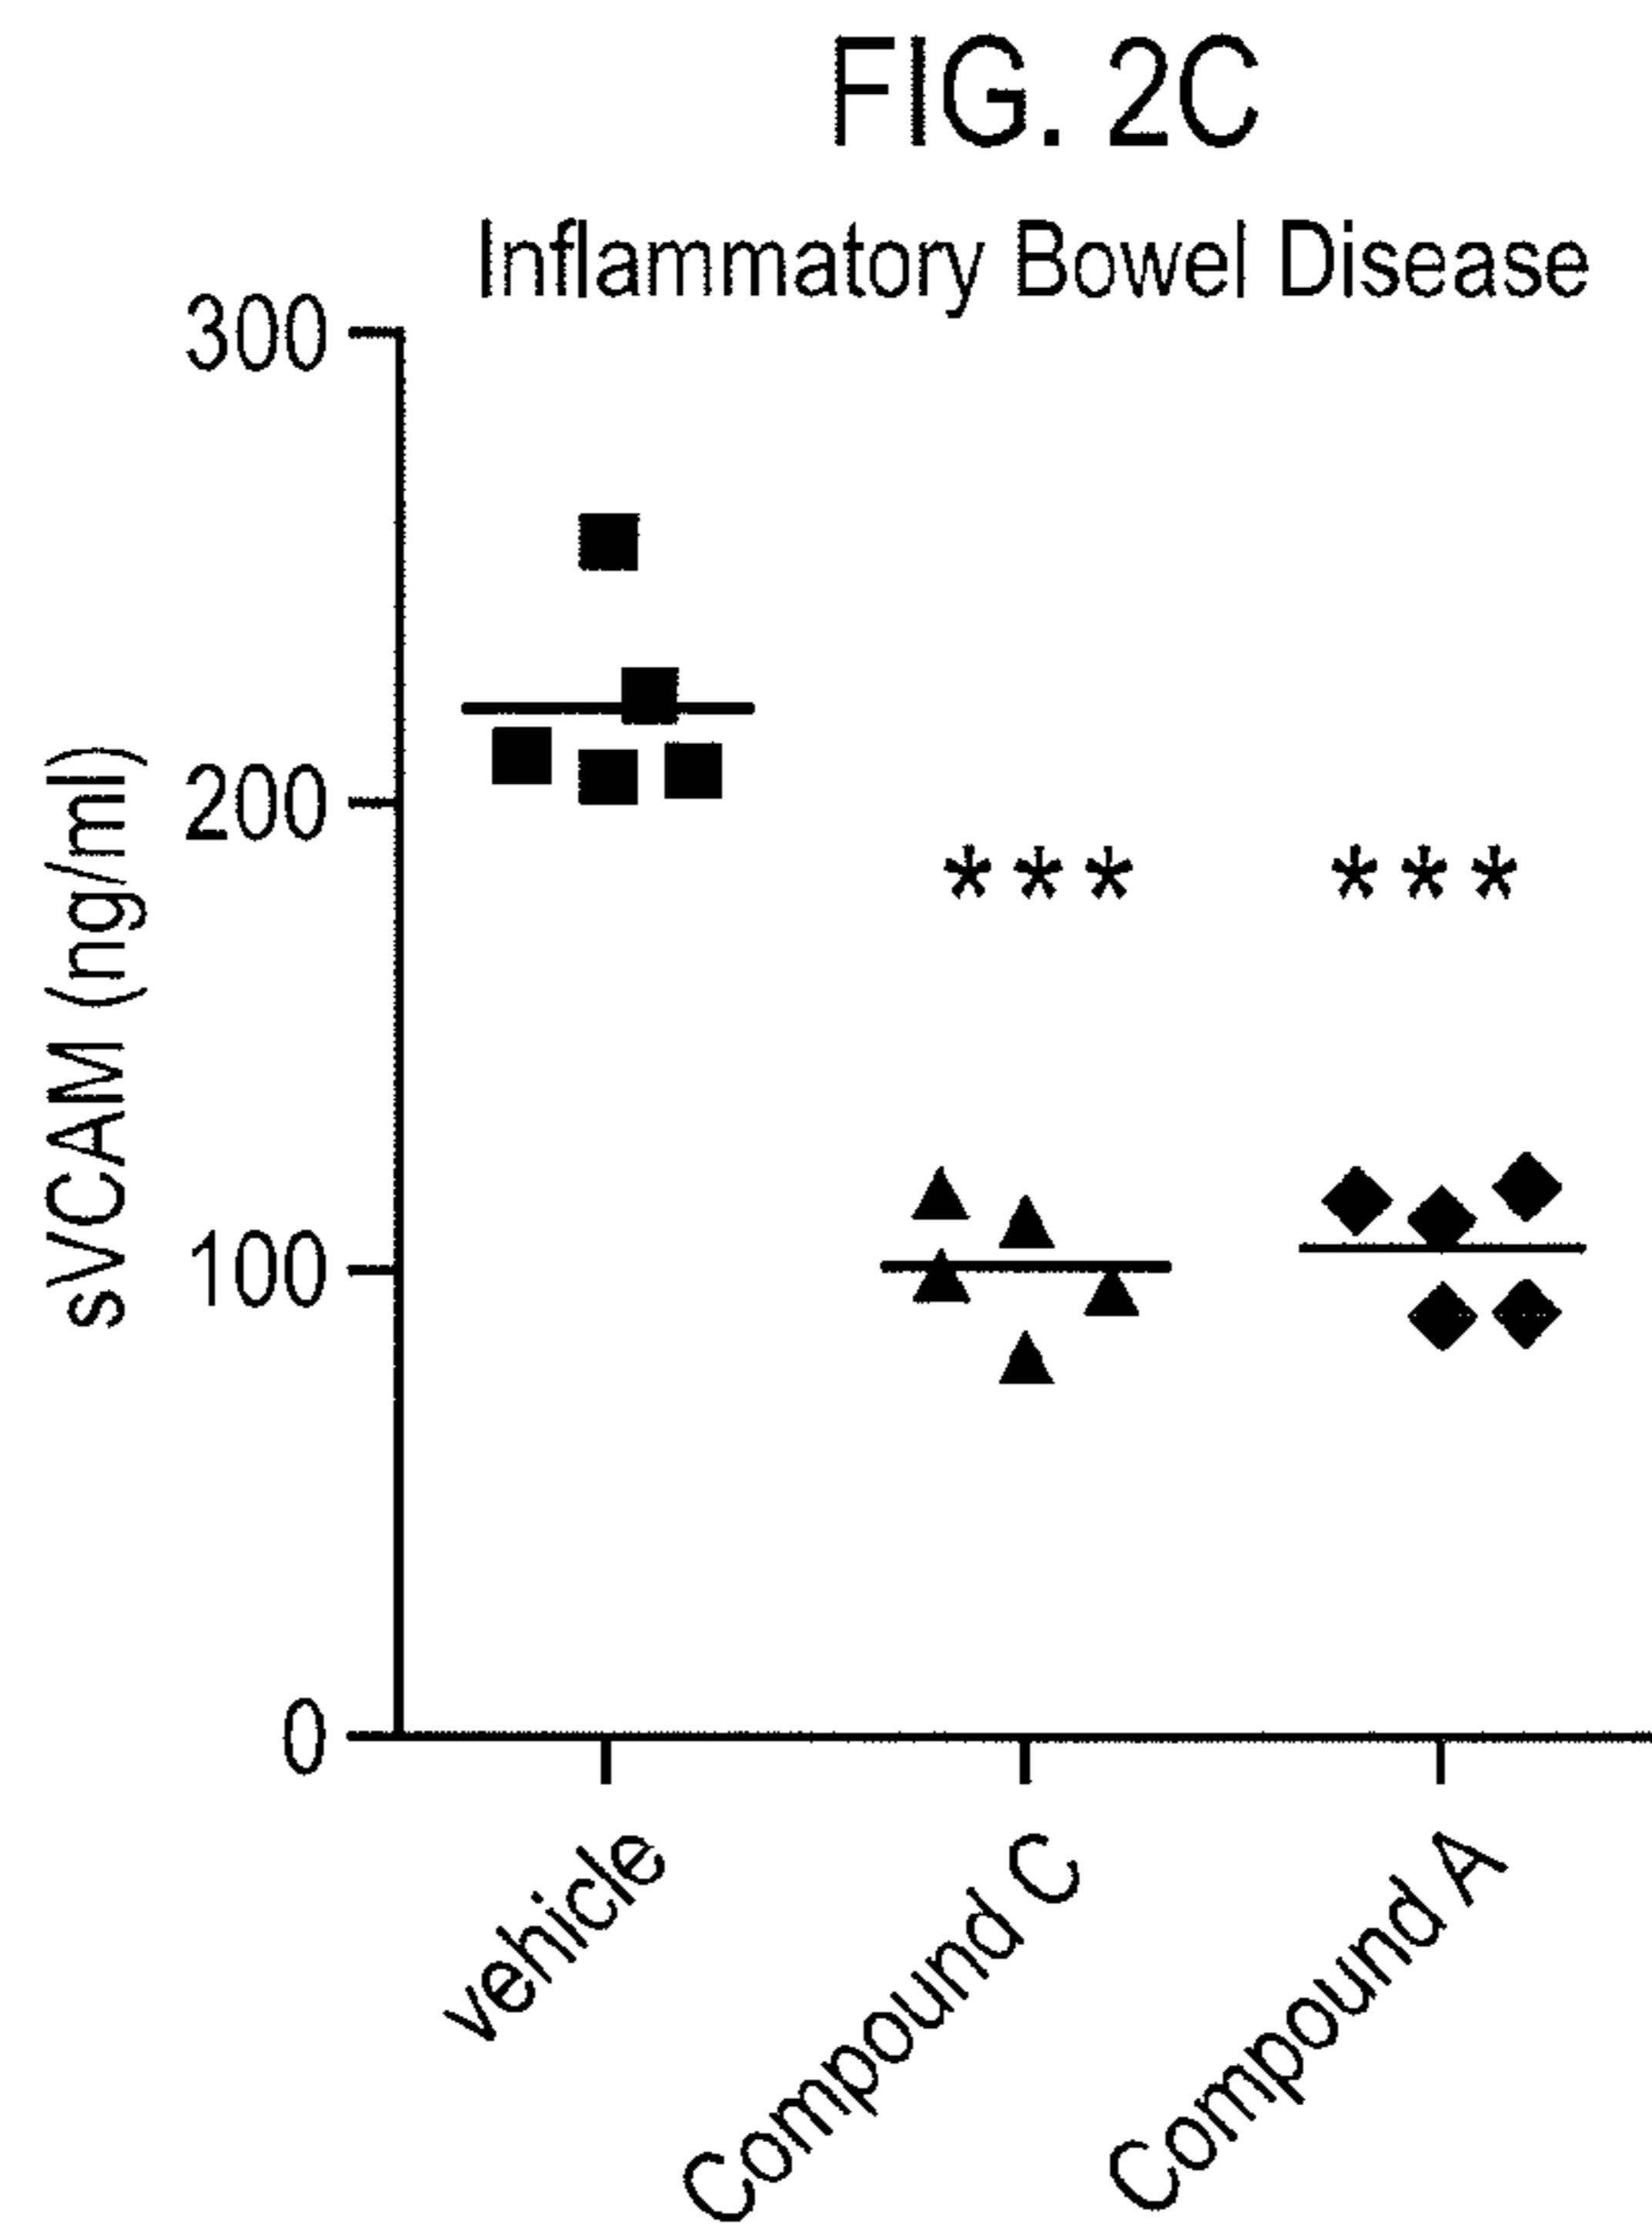 FIG. 2C
Inflammatory Bowel Disease
300
200
100
0
sVCAM (ng/ml)
***
***
vehicle
Compound C
Compound A